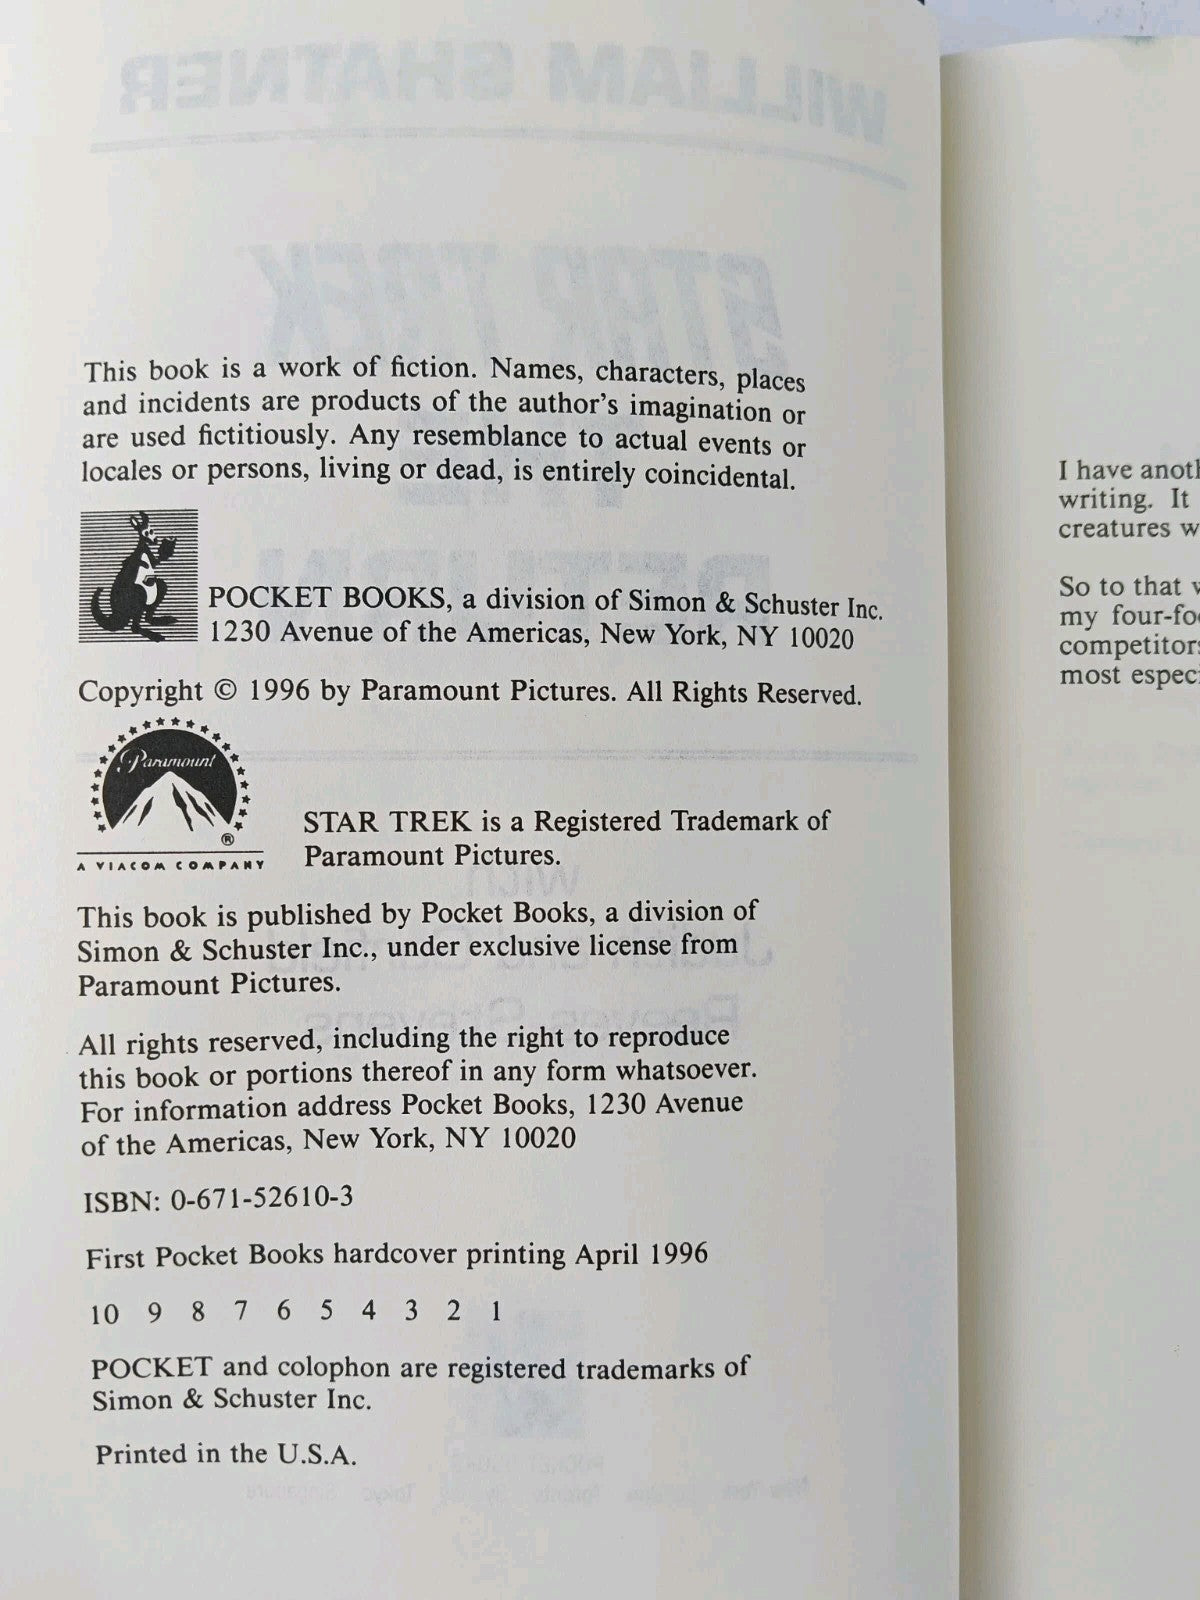 WILLIAM SHATNER
STAR TREK
This book is a work of fiction. Names, characters, places
and incidents are products of the author's imagination or
are used fictitiously. Any resemblance to actual events or
locales or persons, living or dead, is entirely coincidental.
POCKET BOOKS, a division of Simon & Schuster Inc.
1230 Avenue of the Americas, New York, NY 10020
Copyright © 1996 by Paramount Pictures. All Rights Reserved.
Paramount
®
A VIACOM COMPANY
STAR TREK is a Registered Trademark of
Paramount Pictures.
This book is published by Pocket Books, a division of
Simon & Schuster Inc., under exclusive license from
Paramount Pictures.
All rights reserved, including the right to reproduce
this book or portions thereof in any form whatsoever.
For information address Pocket Books, 1230 Avenue
of the Americas, New York, NY 10020
ISBN: 0-671-52610-3
First Pocket Books hardcover printing April 1996
10 9 8 7 6 5 4 3 2 1
POCKET and colophon are registered trademarks of
Simon & Schuster Inc.
Printed in the U.S.A.
I have anoth
writing. It
creatures w
So to that v
my four-foo
competitors
most especi